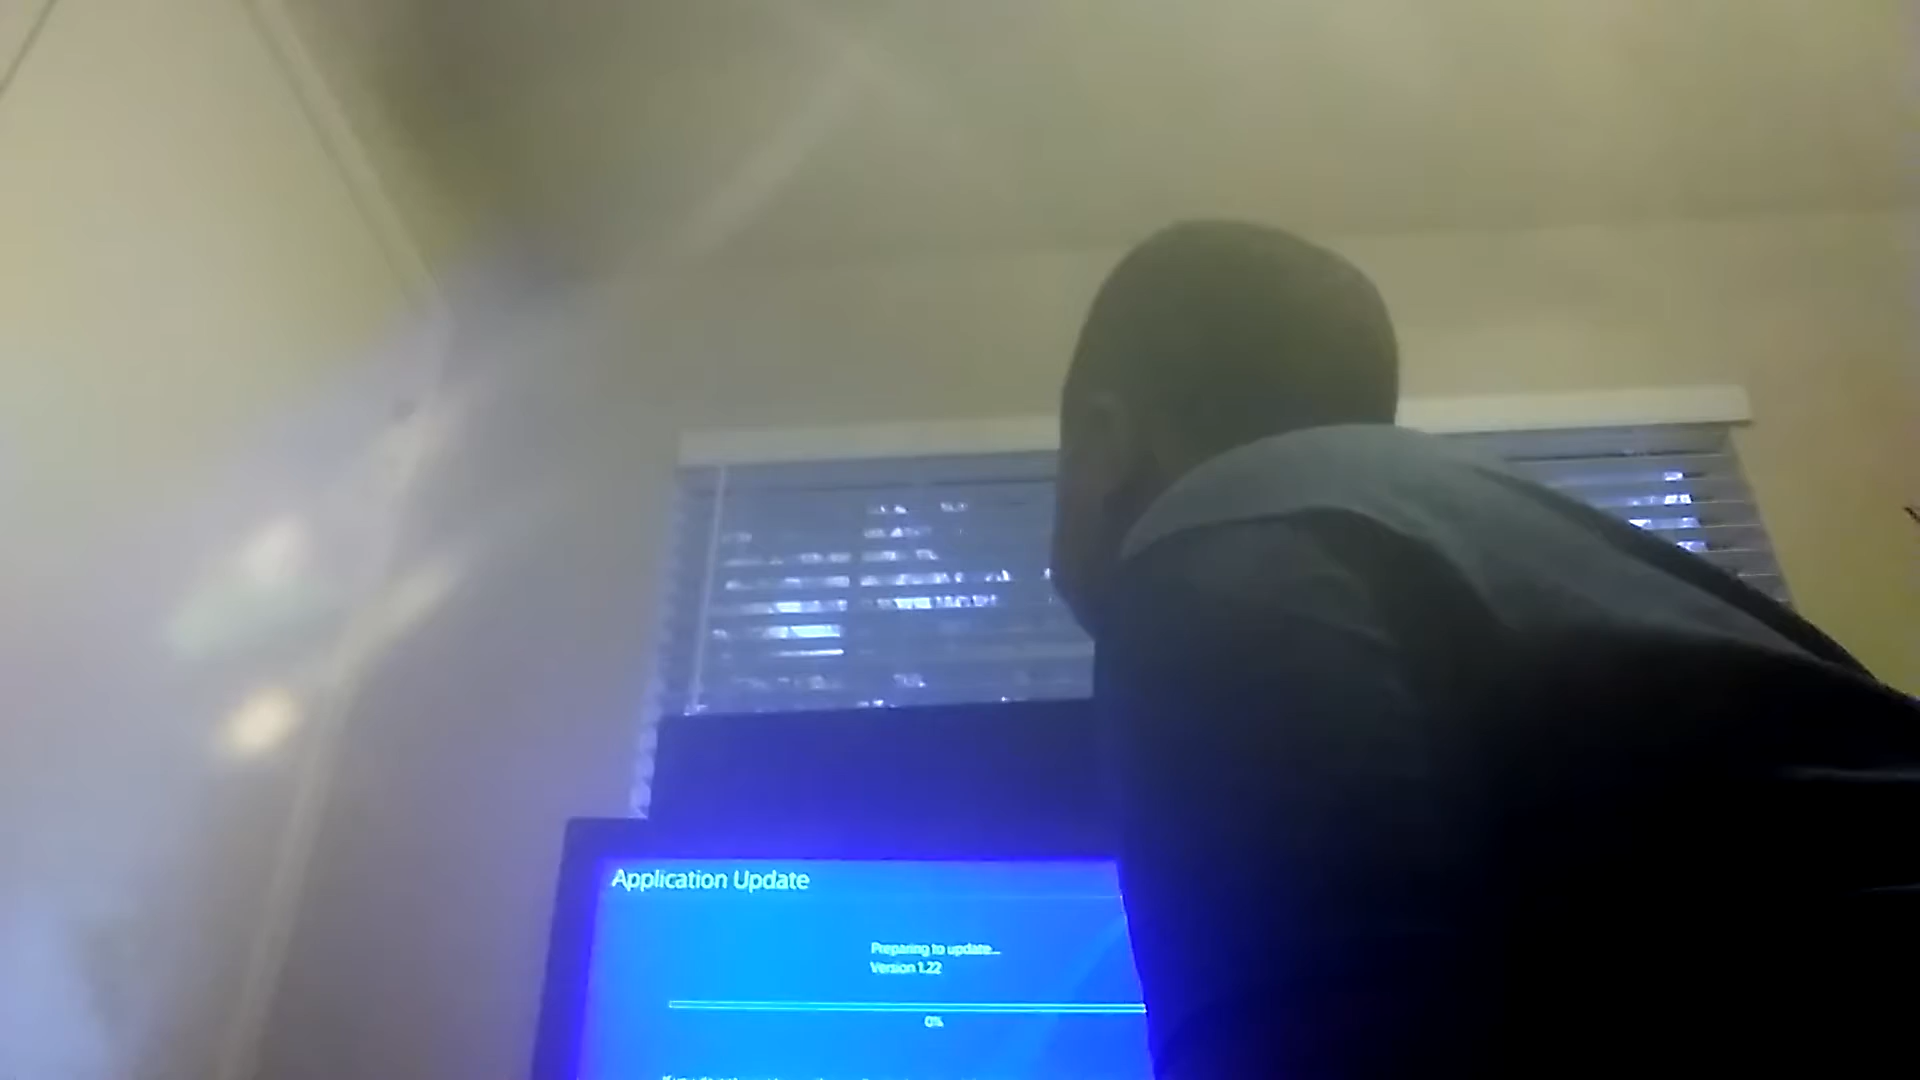 Application Update
Preparing to update...
Version 1.22
0%